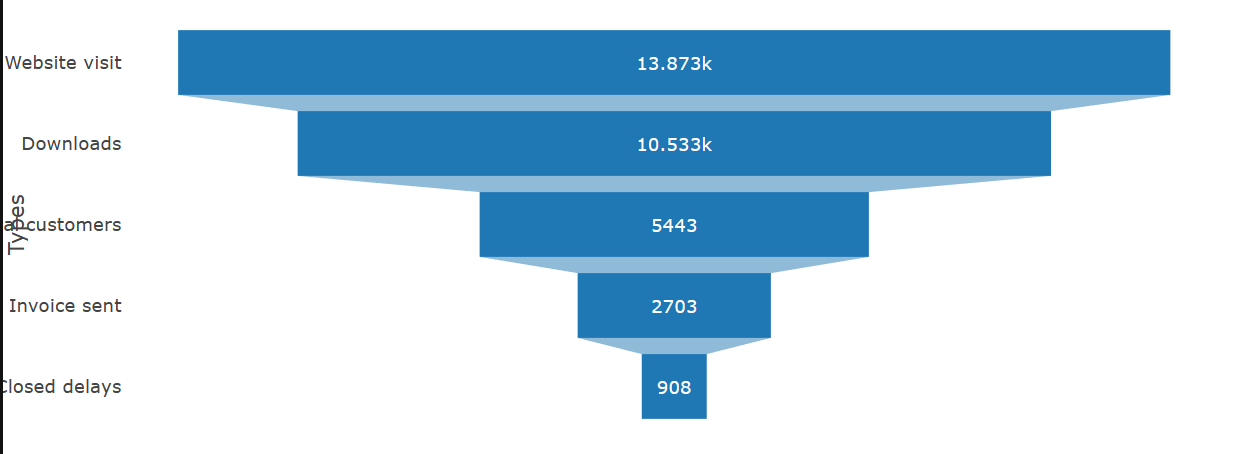 Website visit
13.873k
Downloads
10.533k
Types
customers
5443
Invoice sent
2703
Closed delays
908